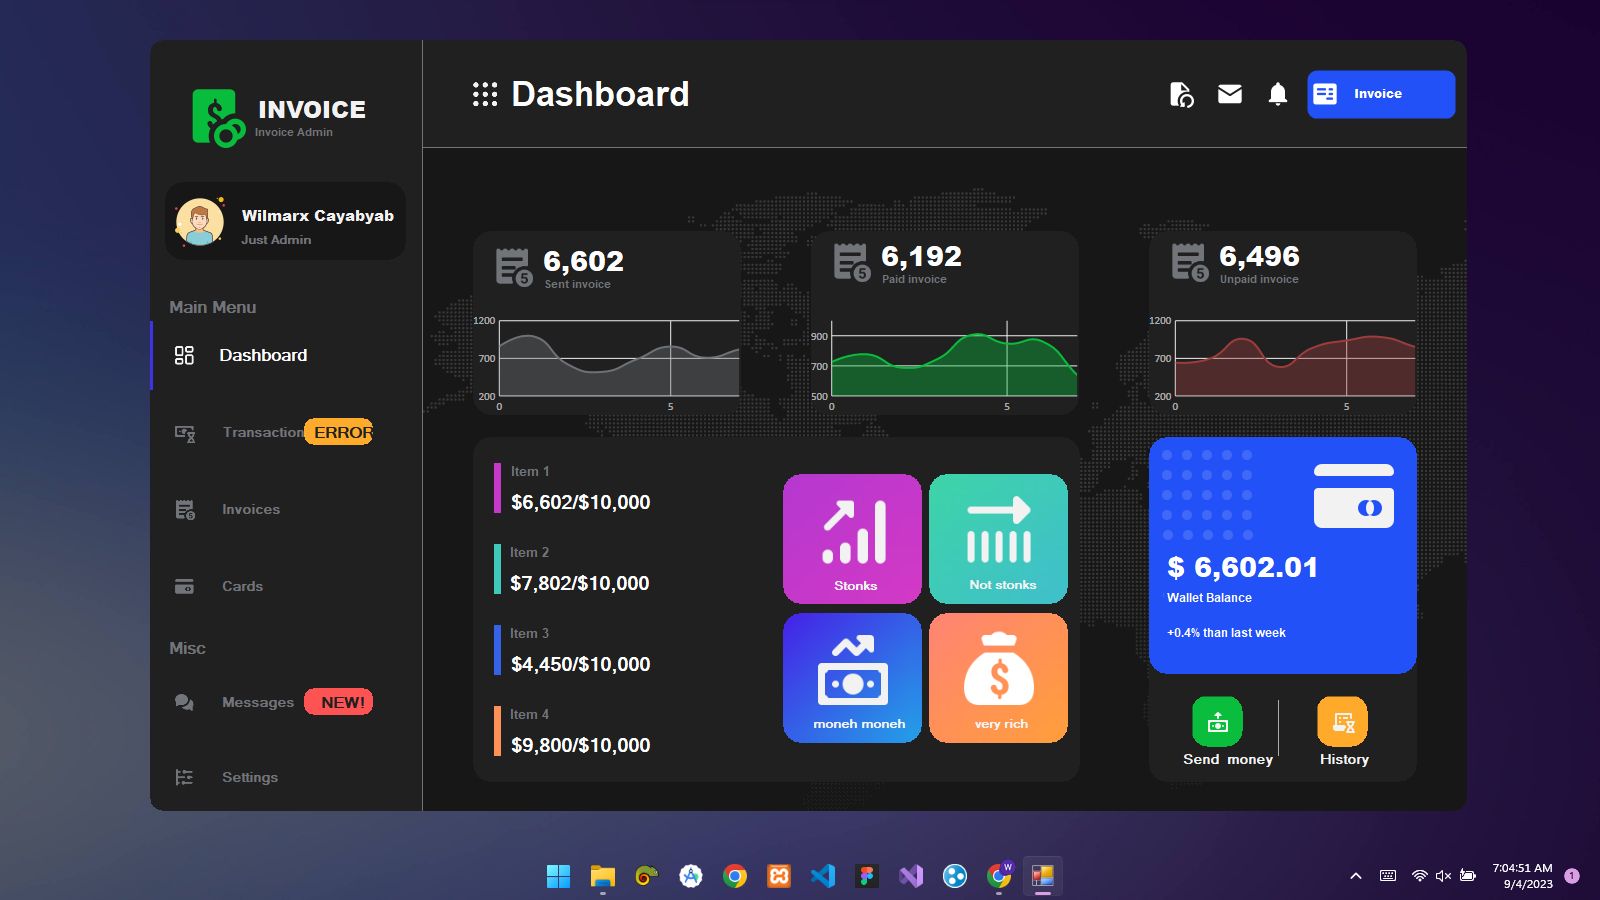 INVOICE
Invoice Admin
Wilmarx Cayabyab
Just Admin
Main Menu
Dashboard
Transaction ERROR
Invoices
Cards
Misc
Messages NEW!
Settings
Dashboard
Invoice
6,602
Sent invoice
1200
700
200
0 5
6,192
Paid invoice
900
700
500
0 5
6,496
Unpaid invoice
1200
700
200
0 5
Item 1
$6,602/$10,000
Item 2
$7,802/$10,000
Item 3
$4,450/$10,000
Item 4
$9,800/$10,000
Stonks
Not stonks
moneh moneh
very rich
$ 6,602.01
Wallet Balance
+0.4% than last week
Send money
History
7:04:51 AM
9/4/2023
1